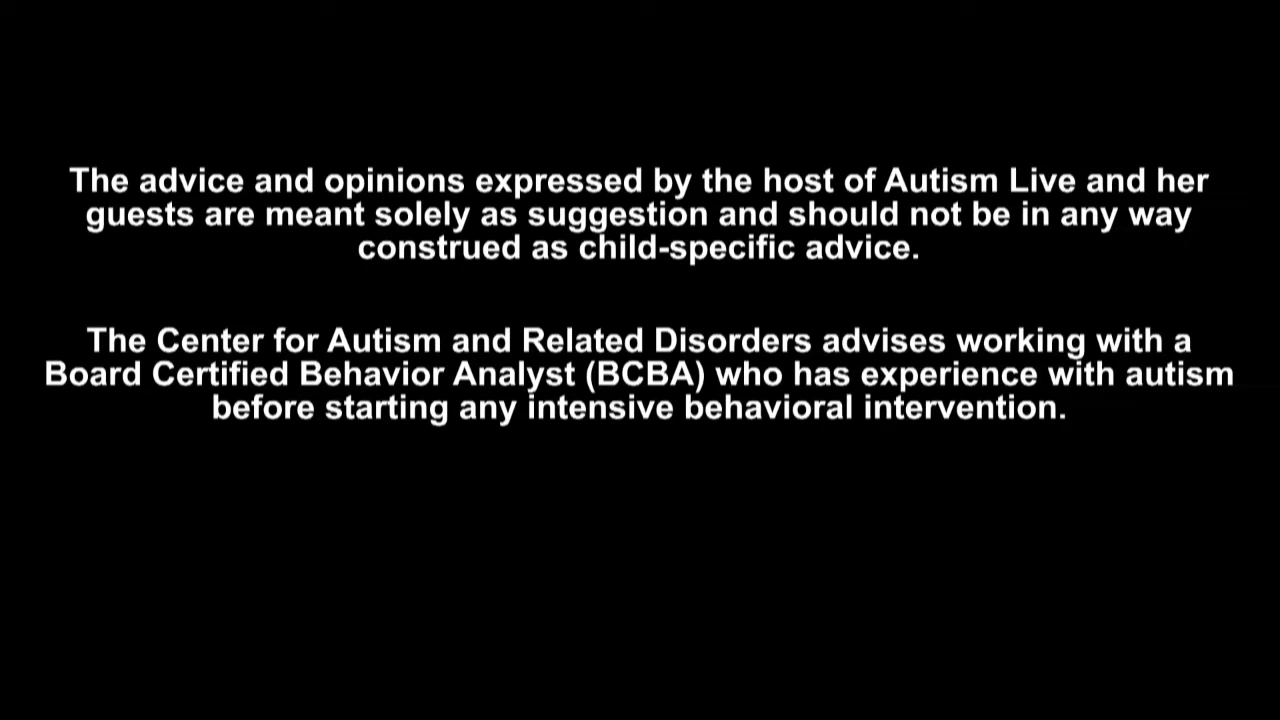 The advice and opinions expressed by the host of Autism Live and her
guests are meant solely as suggestion and should not be in any way
construed as child-specific advice.
The Center for Autism and Related Disorders advises working with a
Board Certified Behavior Analyst (BCBA) who has experience with autism
before starting any intensive behavioral intervention.